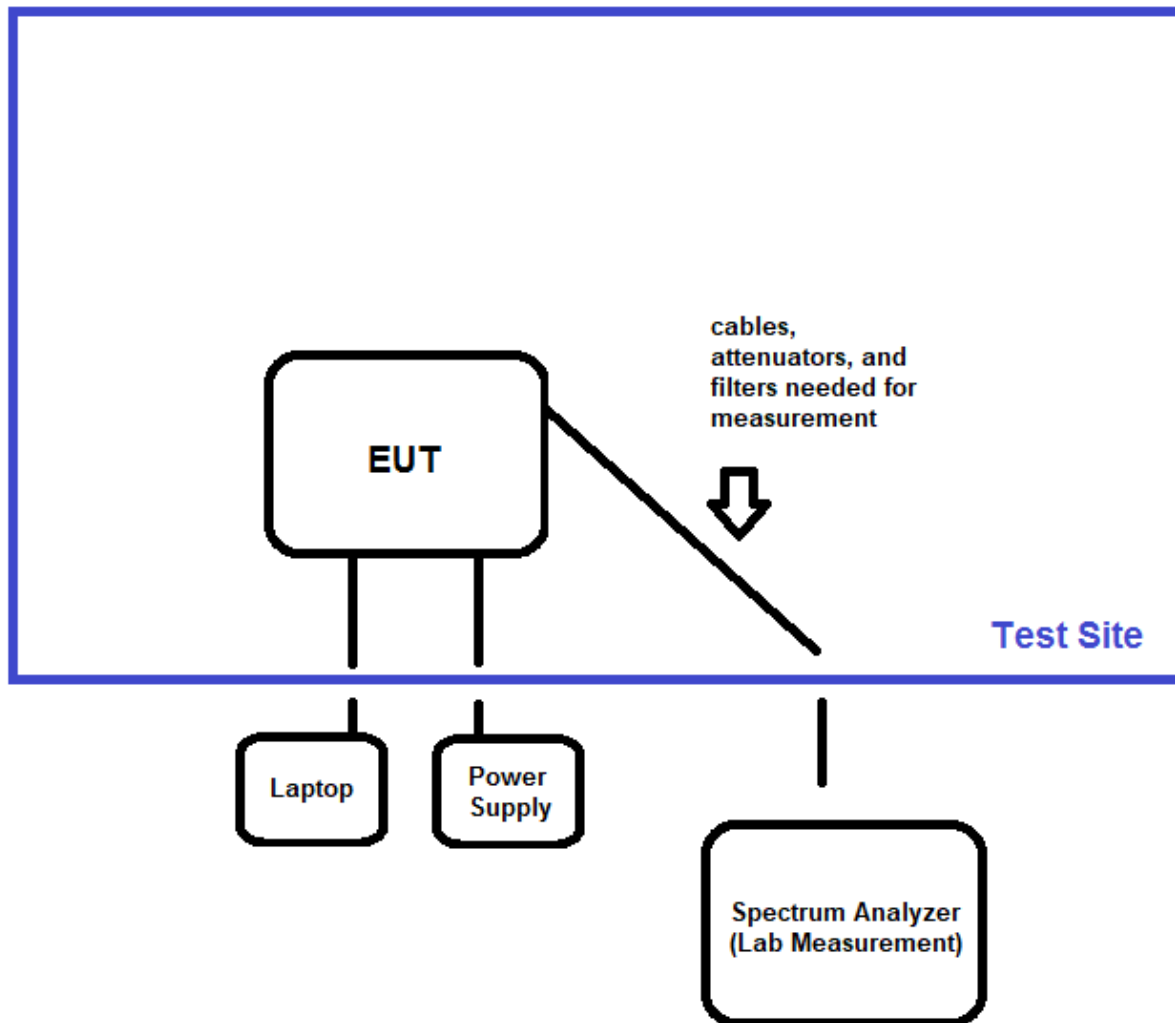 cables,
attenuators, and
filters needed for
measurement
EUT
Test Site
Laptop
Power
Supply
Spectrum Analyzer
(Lab Measurement)